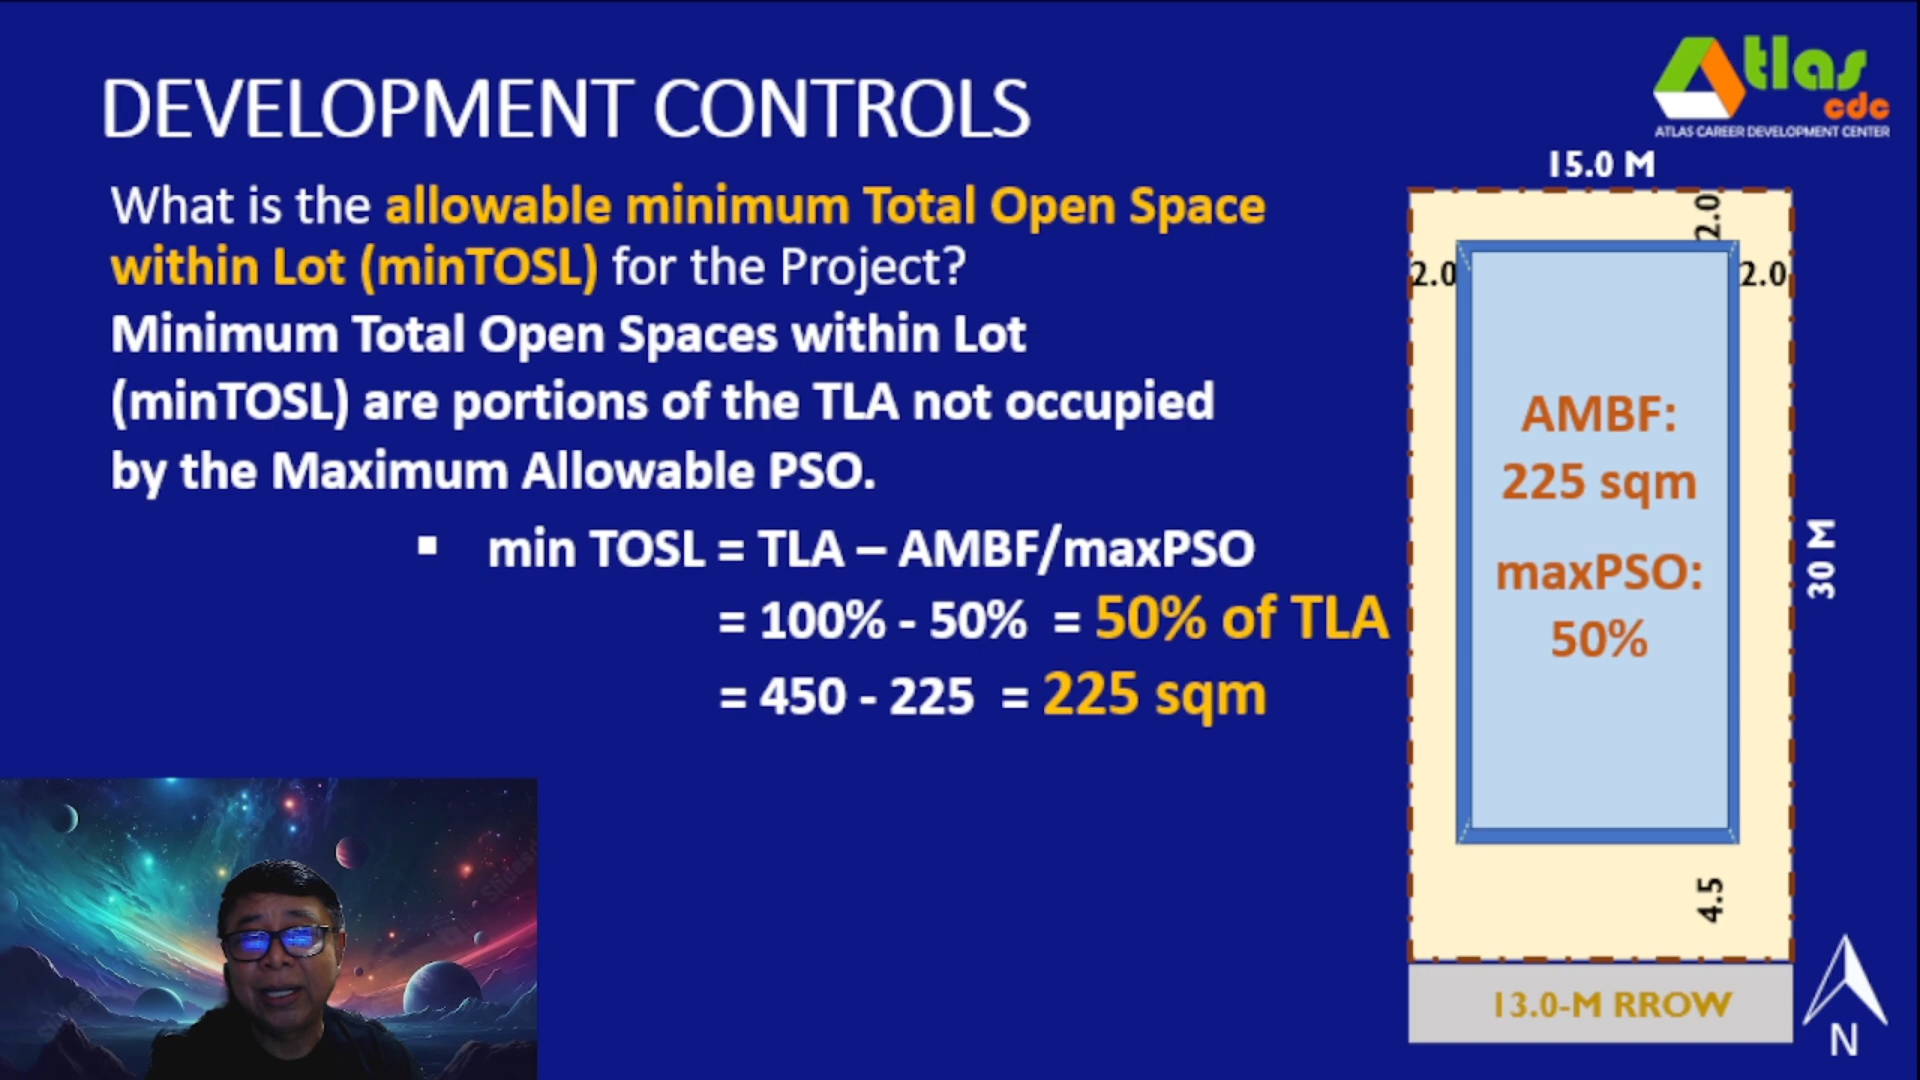 DEVELOPMENT CONTROLS
Atlas
cdc
ATLAS CAREER DEVELOPMENT CENTER
What is the allowable minimum Total Open Space
within Lot (minTOSL) for the Project?
Minimum Total Open Spaces within Lot
(minTOSL) are portions of the TLA not occupied
by the Maximum Allowable PSO.
▪ min TOSL = TLA – AMBF/maxPSO
= 100% - 50% = 50% of TLA
= 450 - 225 = 225 sqm
15.0 M
2.0
2.0
2.0
AMBF:
225 sqm
maxPSO:
50%
30 M
4.5
13.0-M RROW
N